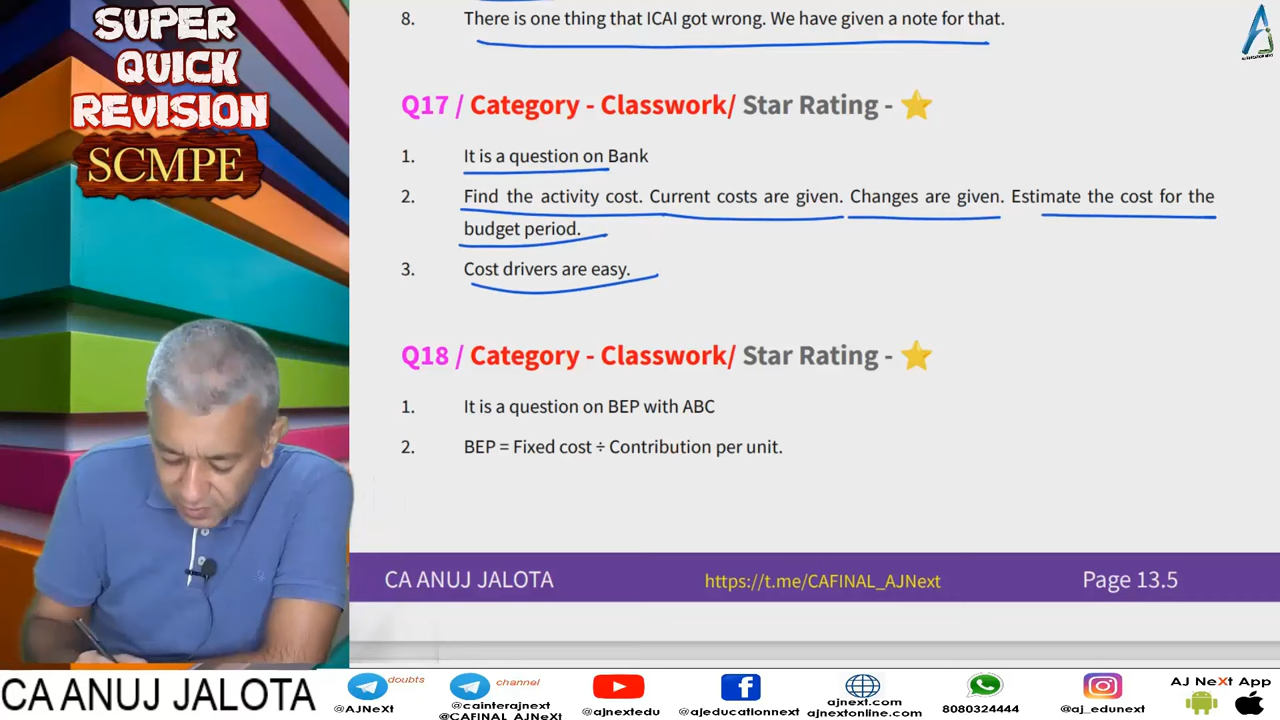 SUPER
QUICK
REVISION
SCMPE
8. There is one thing that ICAI got wrong. We have given a note for that.
Q17 / Category - Classwork/ Star Rating - ⭐
1. It is a question on Bank
2. Find the activity cost. Current costs are given. Changes are given. Estimate the cost for the
budget period.
3. Cost drivers are easy.
Q18 / Category - Classwork/ Star Rating - ⭐
1. It is a question on BEP with ABC
2. BEP = Fixed cost ÷ Contribution per unit.
CA ANUJ JALOTA https://t.me/CAFINAL_AJNext Page 13.5
CA ANUJ JALOTA
doubts
@AJNeXt
channel
@cainterajnext
@CAFINAL_AJNeXt
@ajnextedu
@ajeducationnext
ajnext.com
ajnextonline.com
8080324444
@aj_edunext
AJ NeXt App